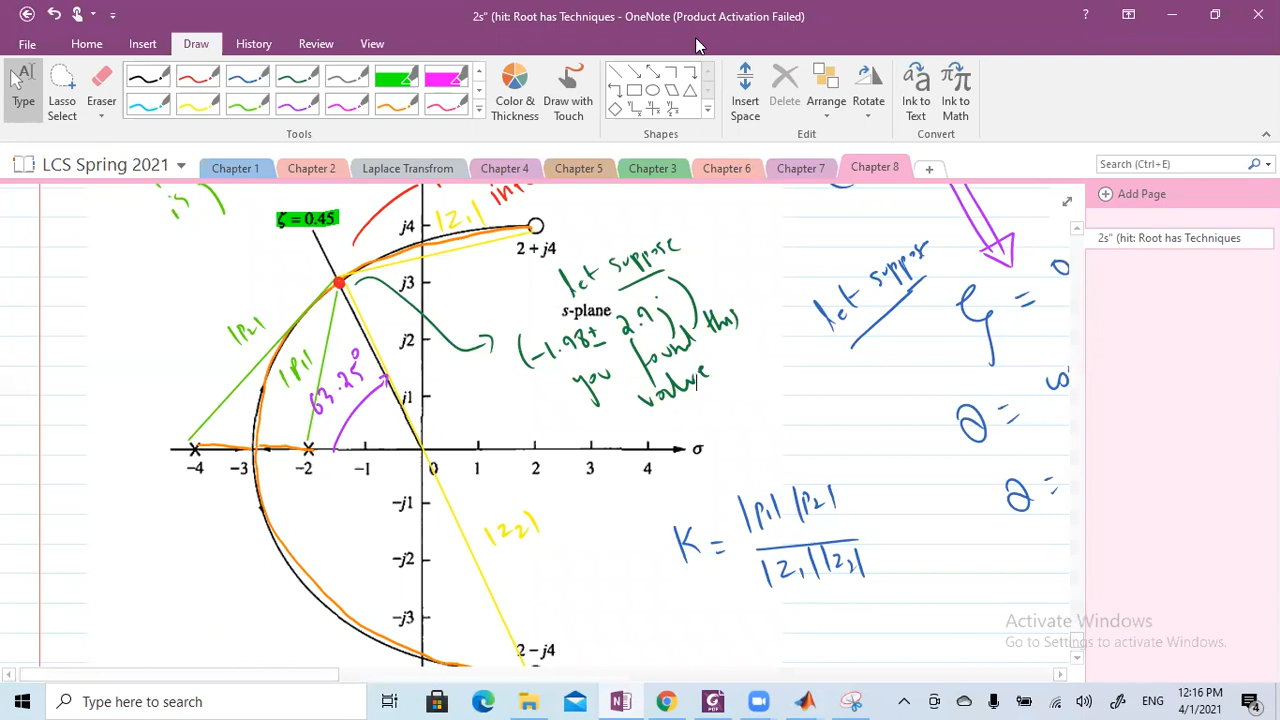 2s" (hit: Root has Techniques - OneNote (Product Activation Failed)
File Home Insert Draw History Review View
Type Lasso Select Eraser Color & Thickness Draw with Touch Insert Space Delete Arrange Rotate Ink to Text Ink to Math
Tools Shapes Edit Convert
LCS Spring 2021 Chapter 1 Chapter 2 Laplace Transfrom Chapter 4 Chapter 5 Chapter 3 Chapter 6 Chapter 7 Chapter 8
Search (Ctrl+E)
Add Page
2s" (hit: Root has Techniques
is
ζ = 0.45
|z1|
j4
2 + j4
let suppose
j3
s-plane
(-1.98± 2.9j)
you found this
value
|P2|
|P1|
63.25°
j2
j1
-4 -3 -2 -1 0 1 2 3 4 σ
-j1
-j2
-j3
|z2|
2 - j4
K = |P1| |P2|
|z1| |z2|
let suppose
ζ =
∂ =
∂ =
Activate Windows
Go to Settings to activate Windows.
Type here to search
ENG
12:16 PM
4/1/2021
4